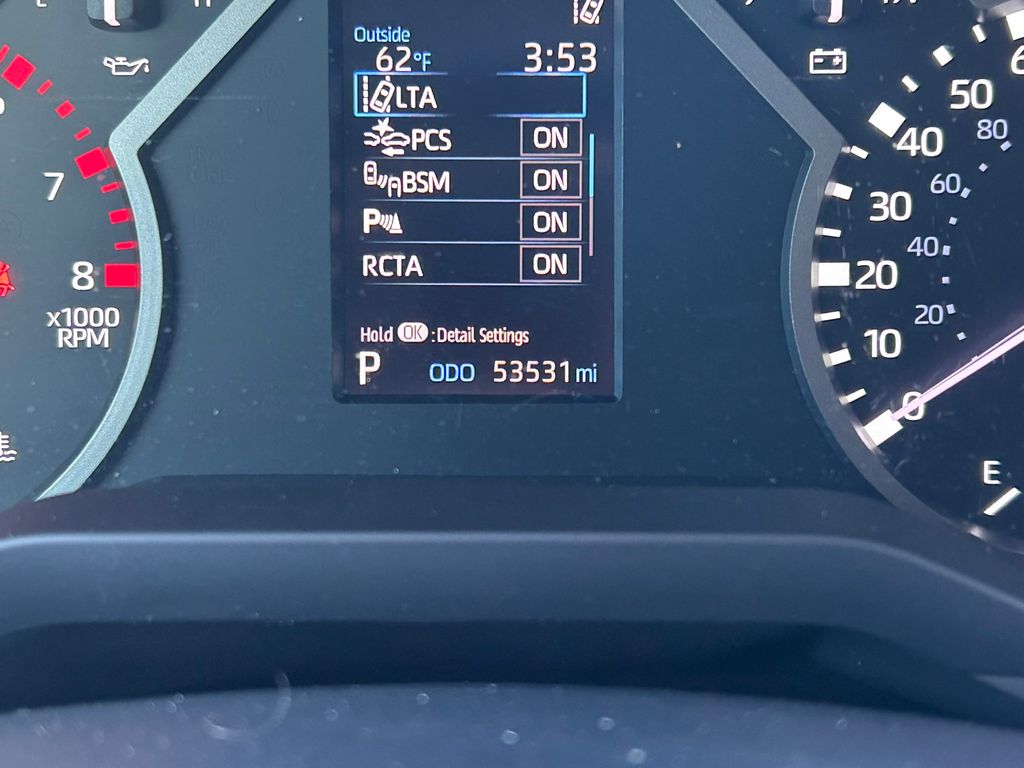 Outside
62°F 3:53
LTA
PCS ON
BSM ON
P ON
RCTA ON
Hold OK : Detail Settings
P ODO 53531 mi
7
8
x1000
RPM
50
80
40
60
30
40
20
20
10
0
E